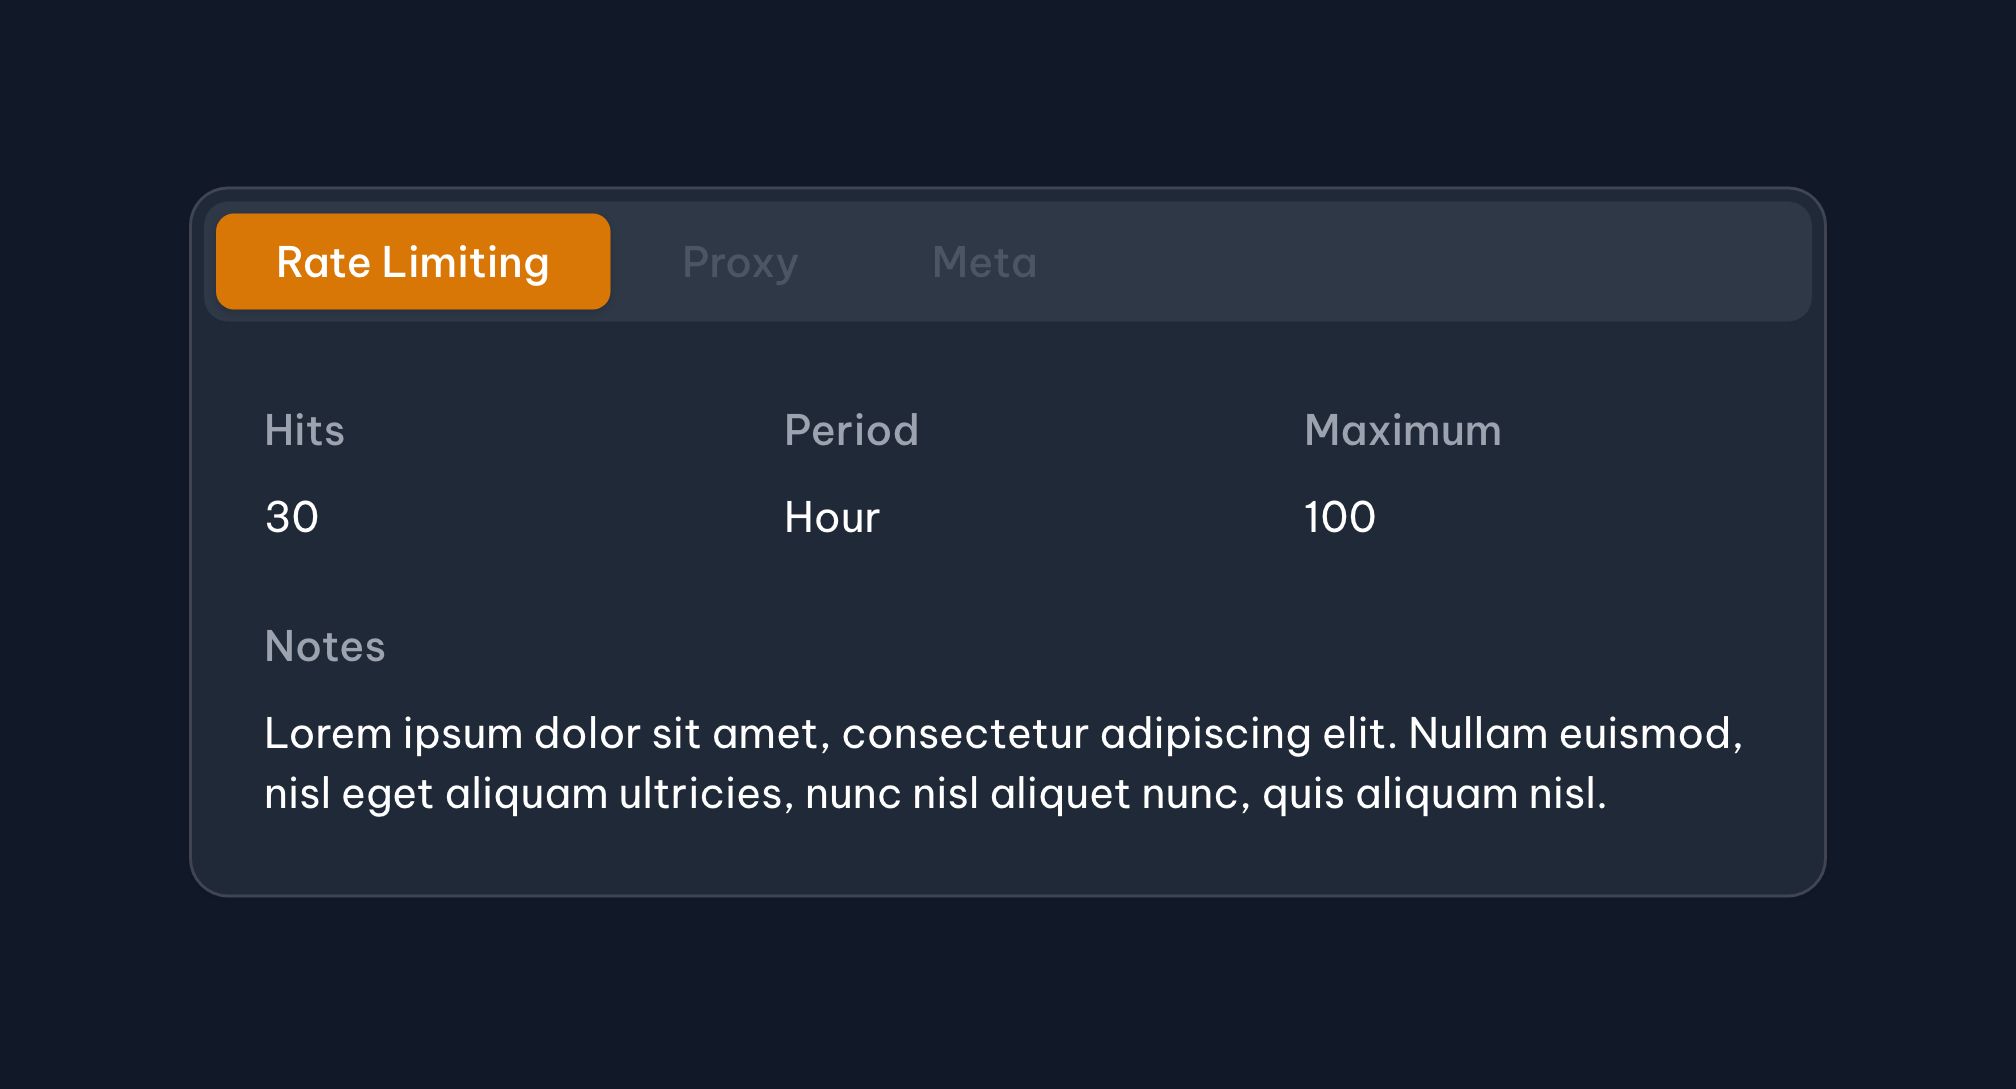 Rate Limiting Proxy Meta
Hits Period Maximum
30 Hour 100
Notes
Lorem ipsum dolor sit amet, consectetur adipiscing elit. Nullam euismod,
nisl eget aliquam ultricies, nunc nisl aliquet nunc, quis aliquam nisl.